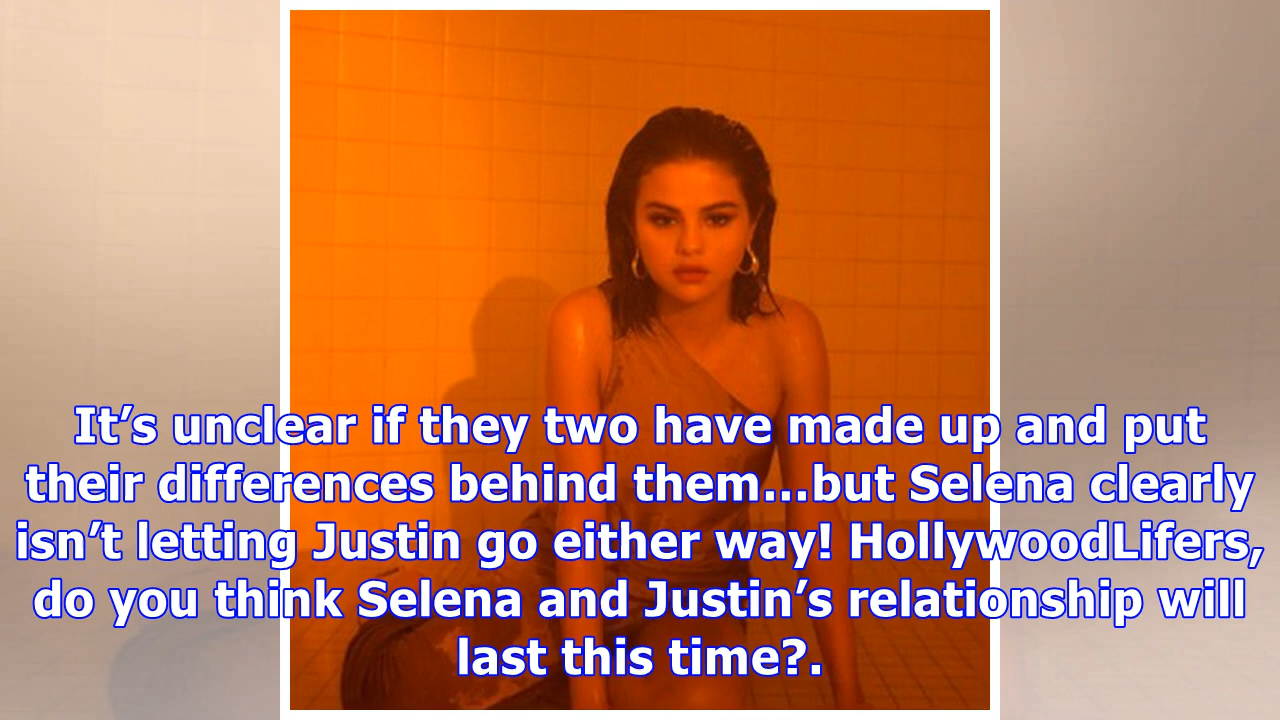 It’s unclear if they two have made up and put
their differences behind them...but Selena clearly
isn’t letting Justin go either way! HollywoodLifers,
do you think Selena and Justin’s relationship will
last this time?.